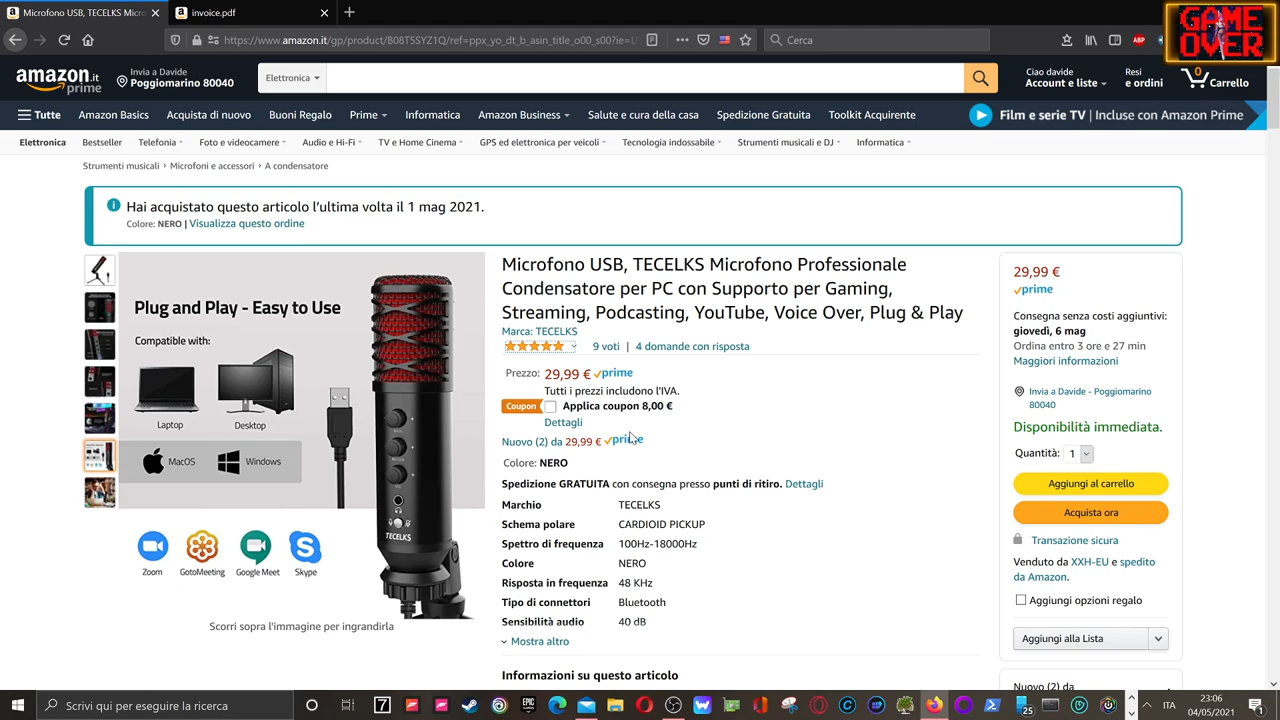 Microfono USB, TECELKS Micro
invoice.pdf
GAME OVER
https://www.amazon.it/gp/product/B08T5SYZ1Q/ref=ppx_yo_dt_b_asin_title_o00_s00?ie=U
Cerca
amazon.it
prime
Invia a Davide
Poggiomarino 80040
Elettronica
Ciao davide
Account e liste
Resi
e ordini
0
Carrello
Tutte
Amazon Basics
Acquista di nuovo
Buoni Regalo
Prime
Informatica
Amazon Business
Salute e cura della casa
Spedizione Gratuita
Toolkit Acquirente
Film e serie TV | Incluse con Amazon Prime
Elettronica
Bestseller
Telefonia
Foto e videocamere
Audio e Hi-Fi
TV e Home Cinema
GPS ed elettronica per veicoli
Tecnologia indossabile
Strumenti musicali e DJ
Informatica
Strumenti musicali › Microfoni e accessori › A condensatore
Hai acquistato questo articolo l'ultima volta il 1 mag 2021.
Colore: NERO | Visualizza questo ordine
Plug and Play - Easy to Use
Compatible with:
Laptop
Desktop
MacOS
Windows
TECELKS
Zoom
GotoMeeting
Google Meet
Skype
Scorri sopra l'immagine per ingrandirla
Microfono USB, TECELKS Microfono Professionale
Condensatore per PC con Supporto per Gaming,
Streaming, Podcasting, YouTube, Voice Over, Plug & Play
Marca: TECELKS
9 voti | 4 domande con risposta
Prezzo: 29,99 € prime
Tutti i prezzi includono l'IVA.
Coupon Applica coupon 8,00 €
Dettagli
Nuovo (2) da 29,99 € prime
Colore: NERO
Spedizione GRATUITA con consegna presso punti di ritiro. Dettagli
Marchio TECELKS
Schema polare CARDIOID PICKUP
Spettro di frequenza 100Hz-18000Hz
Colore NERO
Risposta in frequenza 48 KHz
Tipo di connettori Bluetooth
Sensibilità audio 40 dB
Mostra altro
Informazioni su questo articolo
29,99 €
prime
Consegna senza costi aggiuntivi:
giovedì, 6 mag
Ordina entro 3 ore e 27 min
Maggiori informazioni
Invia a Davide - Poggiomarino
80040
Disponibilità immediata.
Quantità: 1
Aggiungi al carrello
Acquista ora
Transazione sicura
Venduto da XXH-EU e spedito
da Amazon.
Aggiungi opzioni regalo
Aggiungi alla Lista
Nuovo (2) da
Scrivi qui per eseguire la ricerca
ITA
23:06
04/05/2021